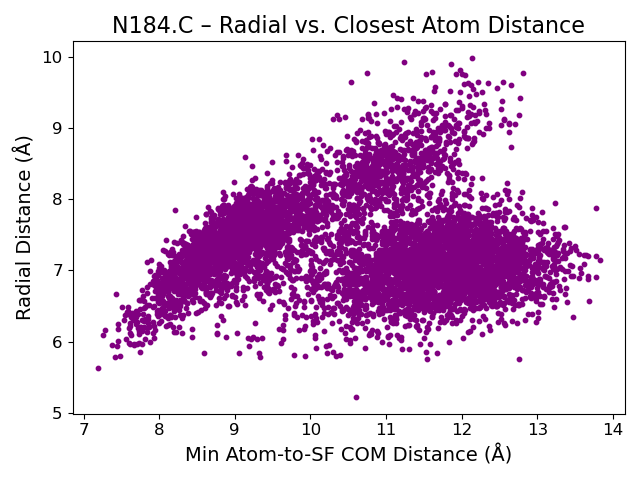 N184.C – Radial vs. Closest Atom Distance
10
9
8
7
6
5
Radial Distance (Å)
7 8 9 10 11 12 13 14
Min Atom-to-SF COM Distance (Å)